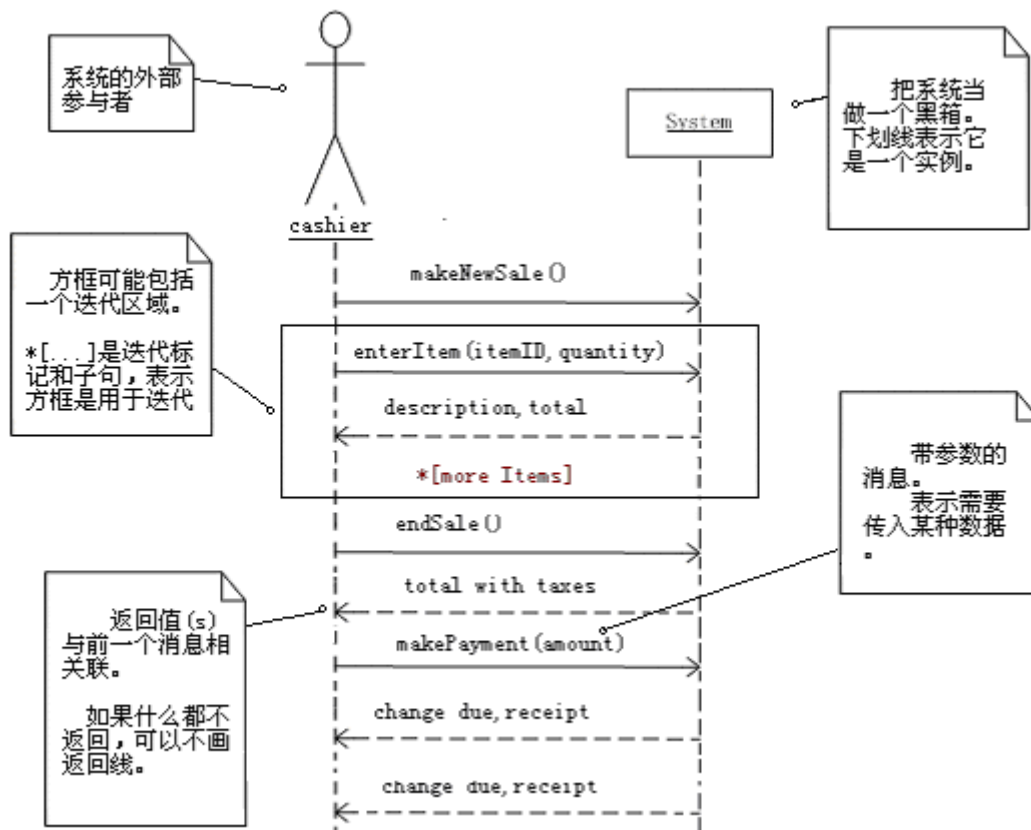 系统的外部
参与者
把系统当
做一个黑箱。
下划线表示它
是一个实例。
System
cashier
方框可能包括
一个迭代区域。
*[...]是迭代标
记和子句，表示
方框是用于迭代
makeNewSale()
enterItem(itemID, quantity)
description, total
*[more Items]
带参数的
消息。
表示需要
传入某种数据
。
endSale()
total with taxes
返回值(s)
与前一个消息相
关联。
如果什么都不
返回，可以不画
返回线。
makePayment(amount)
change due, receipt
change due, receipt